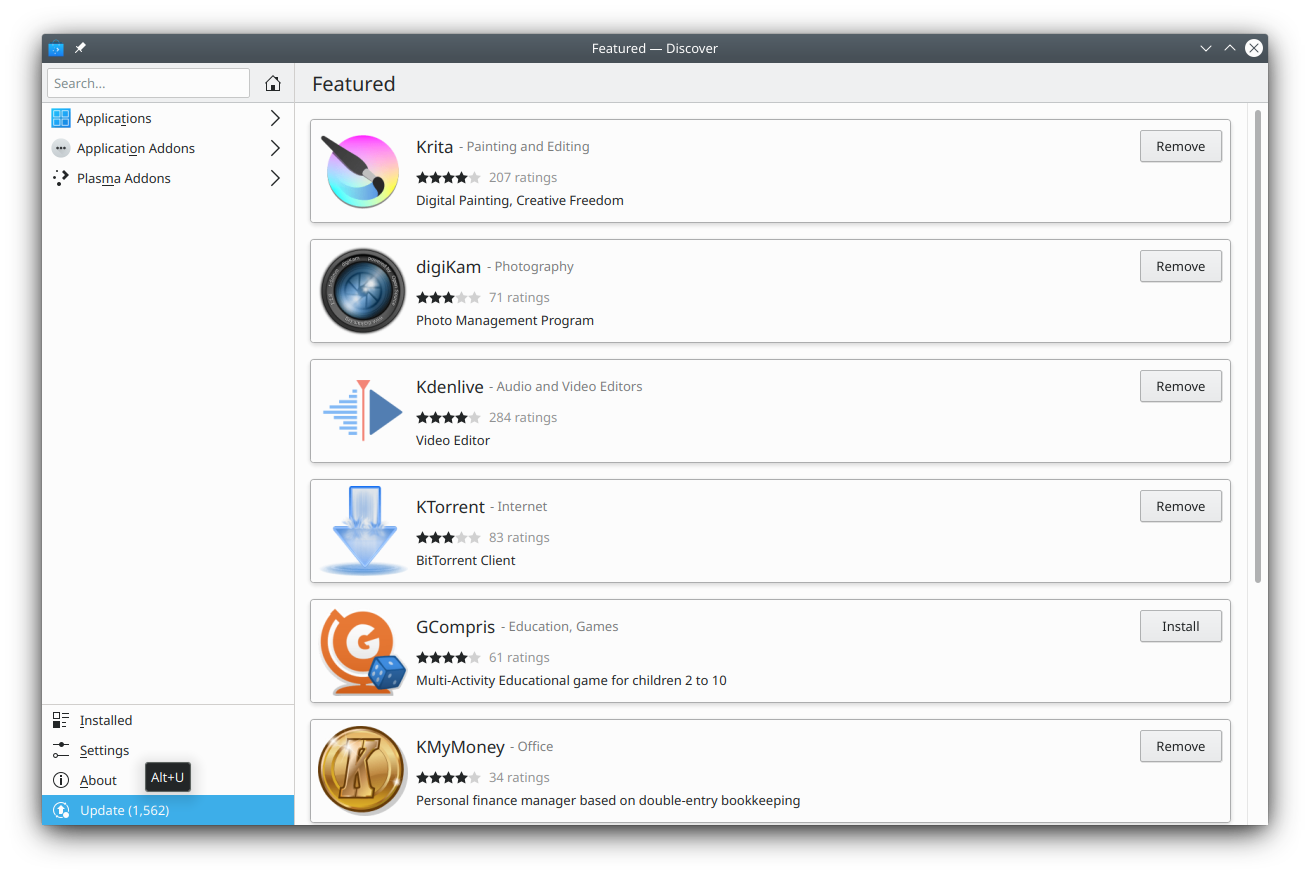 Featured — Discover
Search...
Featured
Applications
Application Addons
Plasma Addons
Krita - Painting and Editing
Remove
207 ratings
Digital Painting, Creative Freedom
digiKam - Photography
Remove
71 ratings
Photo Management Program
Kdenlive - Audio and Video Editors
Remove
284 ratings
Video Editor
KTorrent - Internet
Remove
83 ratings
BitTorrent Client
GCompris - Education, Games
Install
61 ratings
Multi-Activity Educational game for children 2 to 10
KMyMoney - Office
Remove
34 ratings
Personal finance manager based on double-entry bookkeeping
Installed
Settings
About
Alt+U
Update (1,562)